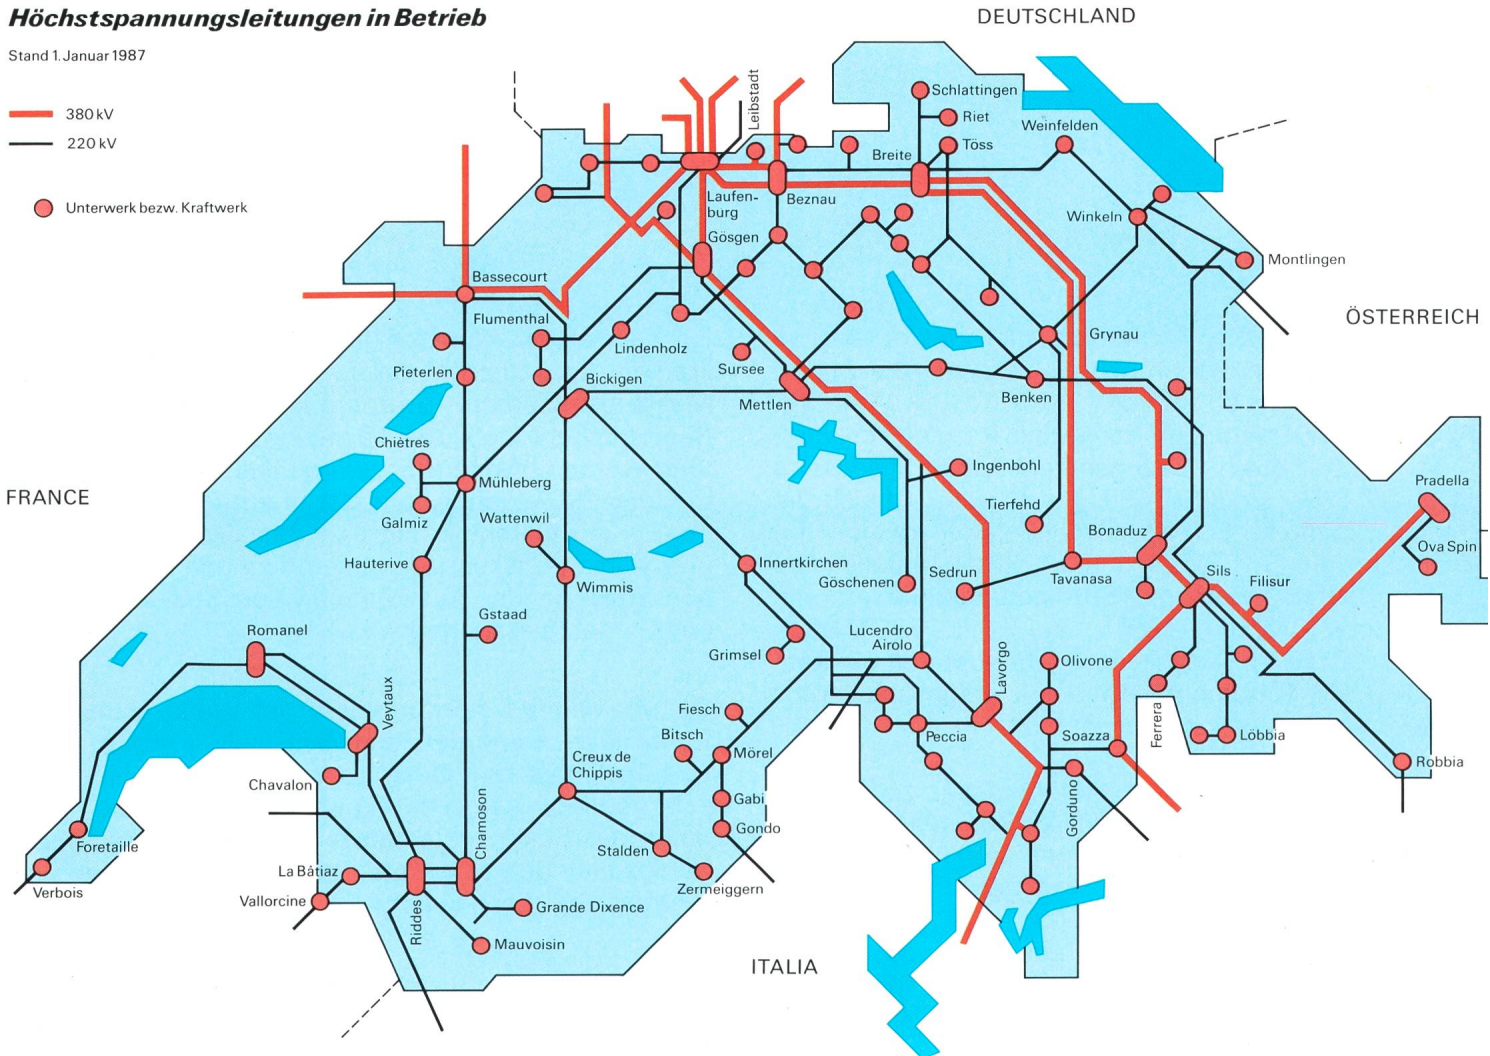 Höchstspannungsleitungen in Betrieb
Stand 1. Januar 1987
380 kV
220 kV
Unterwerk bezw. Kraftwerk
DEUTSCHLAND
ÖSTERREICH
FRANCE
ITALIA
Leibstadt
Schlattingen
Riet
Weinfelden
Töss
Breite
Laufen-
burg
Beznau
Winkeln
Gösgen
Montlingen
Bassecourt
Flumenthal
Lindenholz
Grynau
Pieterlen
Bickigen
Sursee
Mettlen
Benken
Chiètres
Ingenbohl
Mühleberg
Galmiz
Wattenwil
Tierfehd
Bonaduz
Pradella
Ova Spin
Hauterive
Wimmis
Innertkirchen
Göschenen
Sedrun
Tavanasa
Sils
Filisur
Gstaad
Romanel
Grimsel
Lucendro
Airolo
Lavorgo
Olivone
Veytaux
Fiesch
Bitsch
Peccia
Soazza
Ferrera
Löbbia
Robbia
Chavalon
Creux de
Chippis
Mörel
Gabi
Gondo
Gorduno
Chamoson
Foretaille
Verbois
Stalden
Zermeiggern
La Bâtiaz
Vallorcine
Riddes
Grande Dixence
Mauvoisin